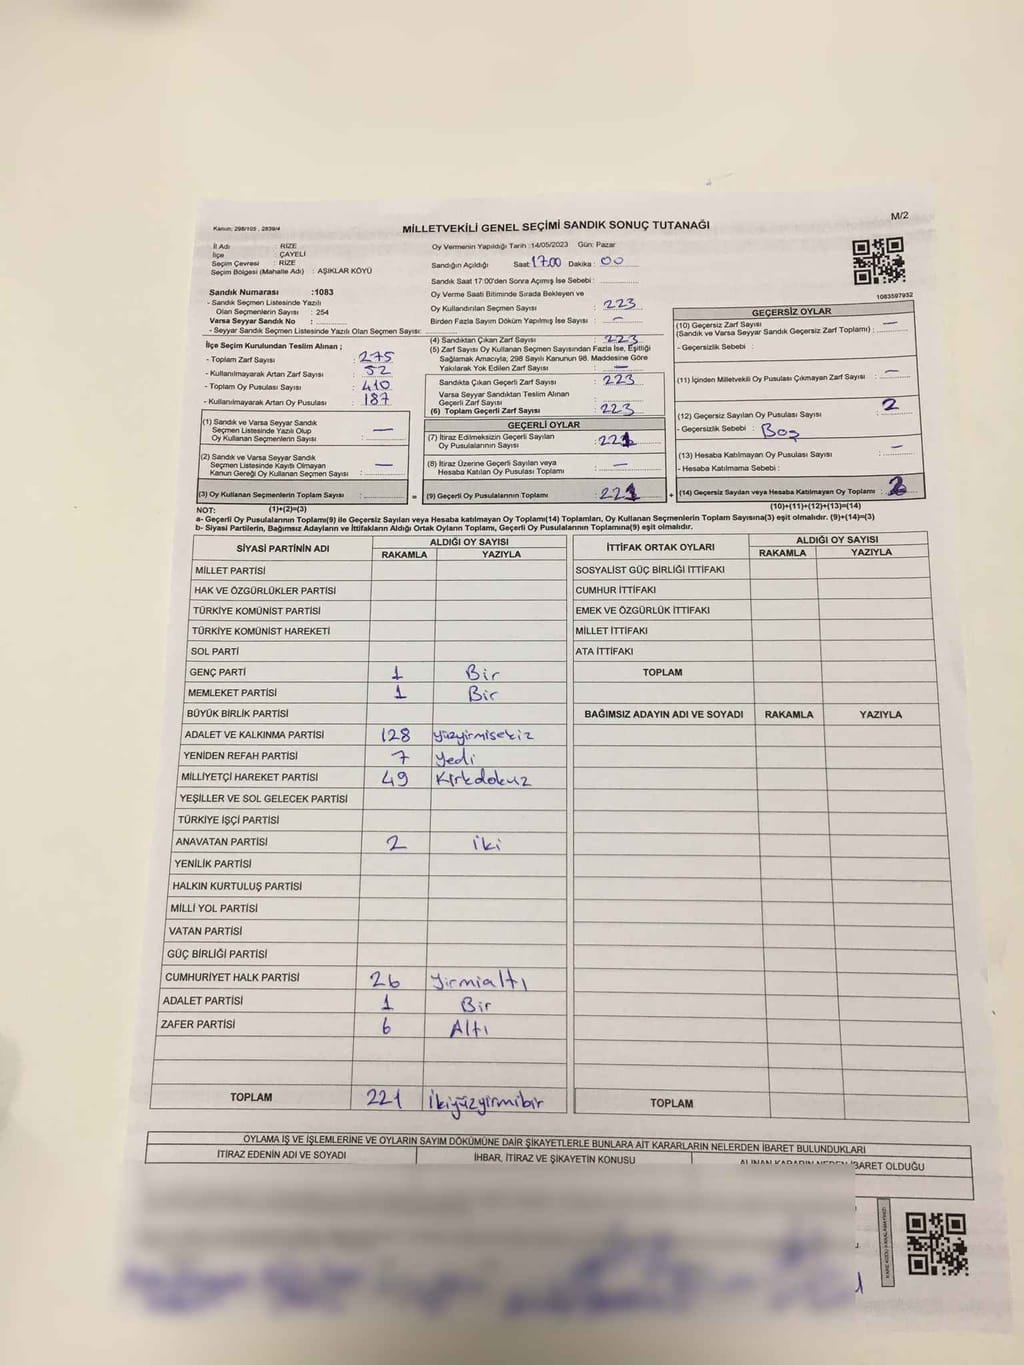 M/2
Kanun: 298/105 , 2839/4
MİLLETVEKİLİ GENEL SEÇİMİ SANDIK SONUÇ TUTANAĞI
İl Adı : RİZE
İlçe : ÇAYELİ
Seçim Çevresi : RİZE
Seçim Bölgesi (Mahalle Adı) : AŞIKLAR KÖYÜ
Sandık Numarası :1083
- Sandık Seçmen Listesinde Yazılı
Olan Seçmenlerin Sayısı : 254
Varsa Seyyar Sandık No :
- Seyyar Sandık Seçmen Listesinde Yazılı Olan Seçmen Sayısı:
Oy Vermenin Yapıldığı Tarih :14/05/2023 Gün: Pazar
Sandığın Açıldığı Saat: 17:00 Dakika : 00
Sandık Saat 17:00'den Sonra Açımış İse Sebebi :
Oy Verme Saati Bitiminde Sırada Bekleyen ve
Oy Kullandırılan Seçmen Sayısı : 223
Birden Fazla Sayım Döküm Yapılmış İse Sayısı : —
1083597932
İlçe Seçim Kurulundan Teslim Alınan ;
- Toplam Zarf Sayısı : 275
- Kullanılmayarak Artan Zarf Sayısı : 52
- Toplam Oy Pusulası Sayısı : 410
- Kullanılmayarak Artan Oy Pusulası : 187
(4) Sandıktan Çıkan Zarf Sayısı : 223
(5) Zarf Sayısı Oy Kullanan Seçmen Sayısından Fazla İse, Eşitliği
Sağlamak Amacıyla; 298 Sayılı Kanunun 98. Maddesine Göre
Yakılarak Yok Edilen Zarf Sayısı : —
Sandıkta Çıkan Geçerli Zarf Sayısı : 223
Varsa Seyyar Sandıktan Teslim Alınan
Geçerli Zarf Sayısı :
(6) Toplam Geçerli Zarf Sayısı : 223
GEÇERSİZ OYLAR
(10) Geçersiz Zarf Sayısı
(Sandık ve Varsa Seyyar Sandık Geçersiz Zarf Toplamı) : —
- Geçersizlik Sebebi :
(11) İçinden Milletvekili Oy Pusulası Çıkmayan Zarf Sayısı : —
(12) Geçersiz Sayılan Oy Pusulası Sayısı : 2
- Geçersizlik Sebebi : Boş
(13) Hesaba Katılmayan Oy Pusulası Sayısı : —
- Hesaba Katılmama Sebebi :
(14) Geçersiz Sayılan veya Hesaba Katılmayan Oy Toplamı : 2
(10)+(11)+(12)+(13)=(14)
(1) Sandık ve Varsa Seyyar Sandık
Seçmen Listesinde Yazılı Olup
Oy Kullanan Seçmenlerin Sayısı : —
(2) Sandık ve Varsa Seyyar Sandık
Seçmen Listesinde Kayıtlı Olmayan
Kanun Gereği Oy Kullanan Seçmen Sayısı : —
(3) Oy Kullanan Seçmenlerin Toplam Sayısı : =
(1)+(2)=(3)
GEÇERLİ OYLAR
(7) İtiraz Edilmeksizin Geçerli Sayılan
Oy Pusulalarının Sayısı : 221
(8) İtiraz Üzerine Geçerli Sayılan veya
Hesaba Katılan Oy Pusulası Toplamı : —
(9) Geçerli Oy Pusulalarının Toplamı : 221 +
NOT:
a- Geçerli Oy Pusulalarının Toplamı(9) ile Geçersiz Sayılan veya Hesaba katılmayan Oy Toplamı(14) Toplamları, Oy Kullanan Seçmenlerin Toplam Sayısına(3) eşit olmalıdır. (9)+(14)=(3)
b- Siyasi Partilerin, Bağımsız Adayların ve İttifakların Aldığı Ortak Oyların Toplamı, Geçerli Oy Pusulalarının Toplamına(9) eşit olmalıdır.
SİYASİ PARTİNİN ADI ALDIĞI OY SAYISI
RAKAMLA YAZIYLA
MİLLET PARTİSİ
HAK VE ÖZGÜRLÜKLER PARTİSİ
TÜRKİYE KOMÜNİST PARTİSİ
TÜRKİYE KOMÜNİST HAREKETİ
SOL PARTİ
GENÇ PARTİ 1 Bir
MEMLEKET PARTİSİ 1 Bir
BÜYÜK BİRLİK PARTİSİ
ADALET VE KALKINMA PARTİSİ 128 yüzyirmisekiz
YENİDEN REFAH PARTİSİ 7 yedi
MİLLİYETÇİ HAREKET PARTİSİ 49 Kırkdokuz
YEŞİLLER VE SOL GELECEK PARTİSİ
TÜRKİYE İŞÇİ PARTİSİ
ANAVATAN PARTİSİ 2 iki
YENİLİK PARTİSİ
HALKIN KURTULUŞ PARTİSİ
MİLLİ YOL PARTİSİ
VATAN PARTİSİ
GÜÇ BİRLİĞİ PARTİSİ
CUMHURİYET HALK PARTİSİ 26 Yirmialtı
ADALET PARTİSİ 1 Bir
ZAFER PARTİSİ 6 Altı
TOPLAM 221 ikiyüzyirmibir
İTTİFAK ORTAK OYLARI ALDIĞI OY SAYISI
RAKAMLA YAZIYLA
SOSYALİST GÜÇ BİRLİĞİ İTTİFAKI
CUMHUR İTTİFAKI
EMEK VE ÖZGÜRLÜK İTTİFAKI
MİLLET İTTİFAKI
ATA İTTİFAKI
TOPLAM
BAĞIMSIZ ADAYIN ADI VE SOYADI RAKAMLA YAZIYLA
TOPLAM
OYLAMA İŞ VE İŞLEMLERİNE VE OYLARIN SAYIM DÖKÜMÜNE DAİR ŞİKAYETLERLE BUNLARA AİT KARARLARIN NELERDEN İBARET BULUNDUKLARI
İTİRAZ EDENİN ADI VE SOYADI İHBAR, İTİRAZ VE ŞİKAYETİN KONUSU ALINAN KARARIN NEDEN İBARET OLDUĞU